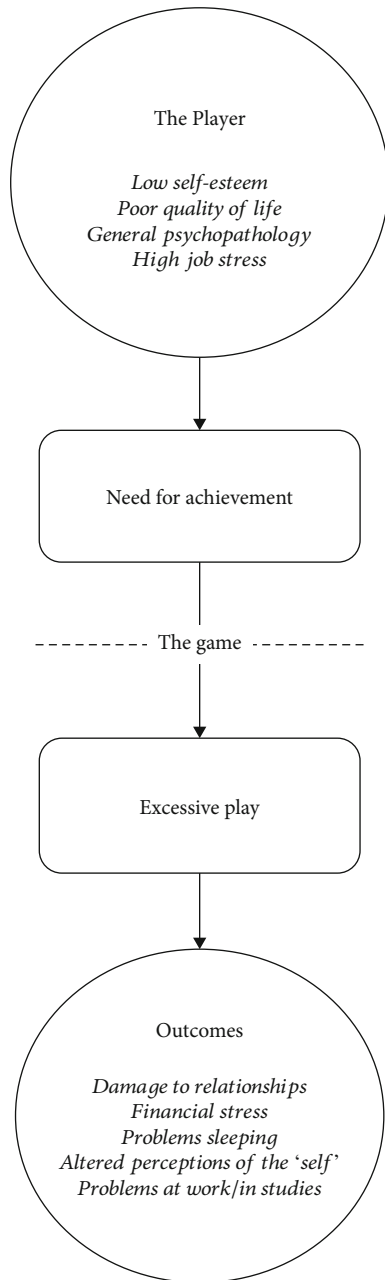 The Player
Low self-esteem
Poor quality of life
General psychopathology
High job stress
Need for achievement
The game
Excessive play
Outcomes
Damage to relationships
Financial stress
Problems sleeping
Altered perceptions of the ‘self’
Problems at work/in studies